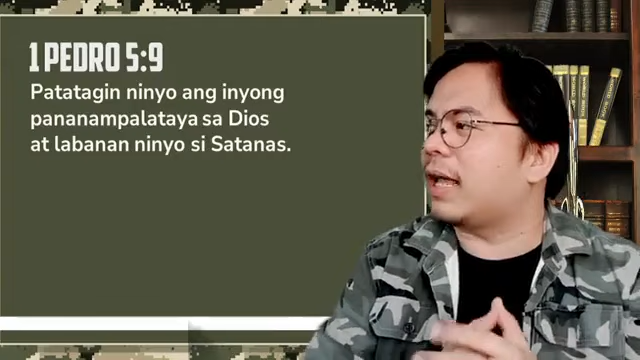 1 PEDRO 5:9
Patatagin ninyo ang inyong
pananampalataya sa Dios
at labanan ninyo si Satanas.